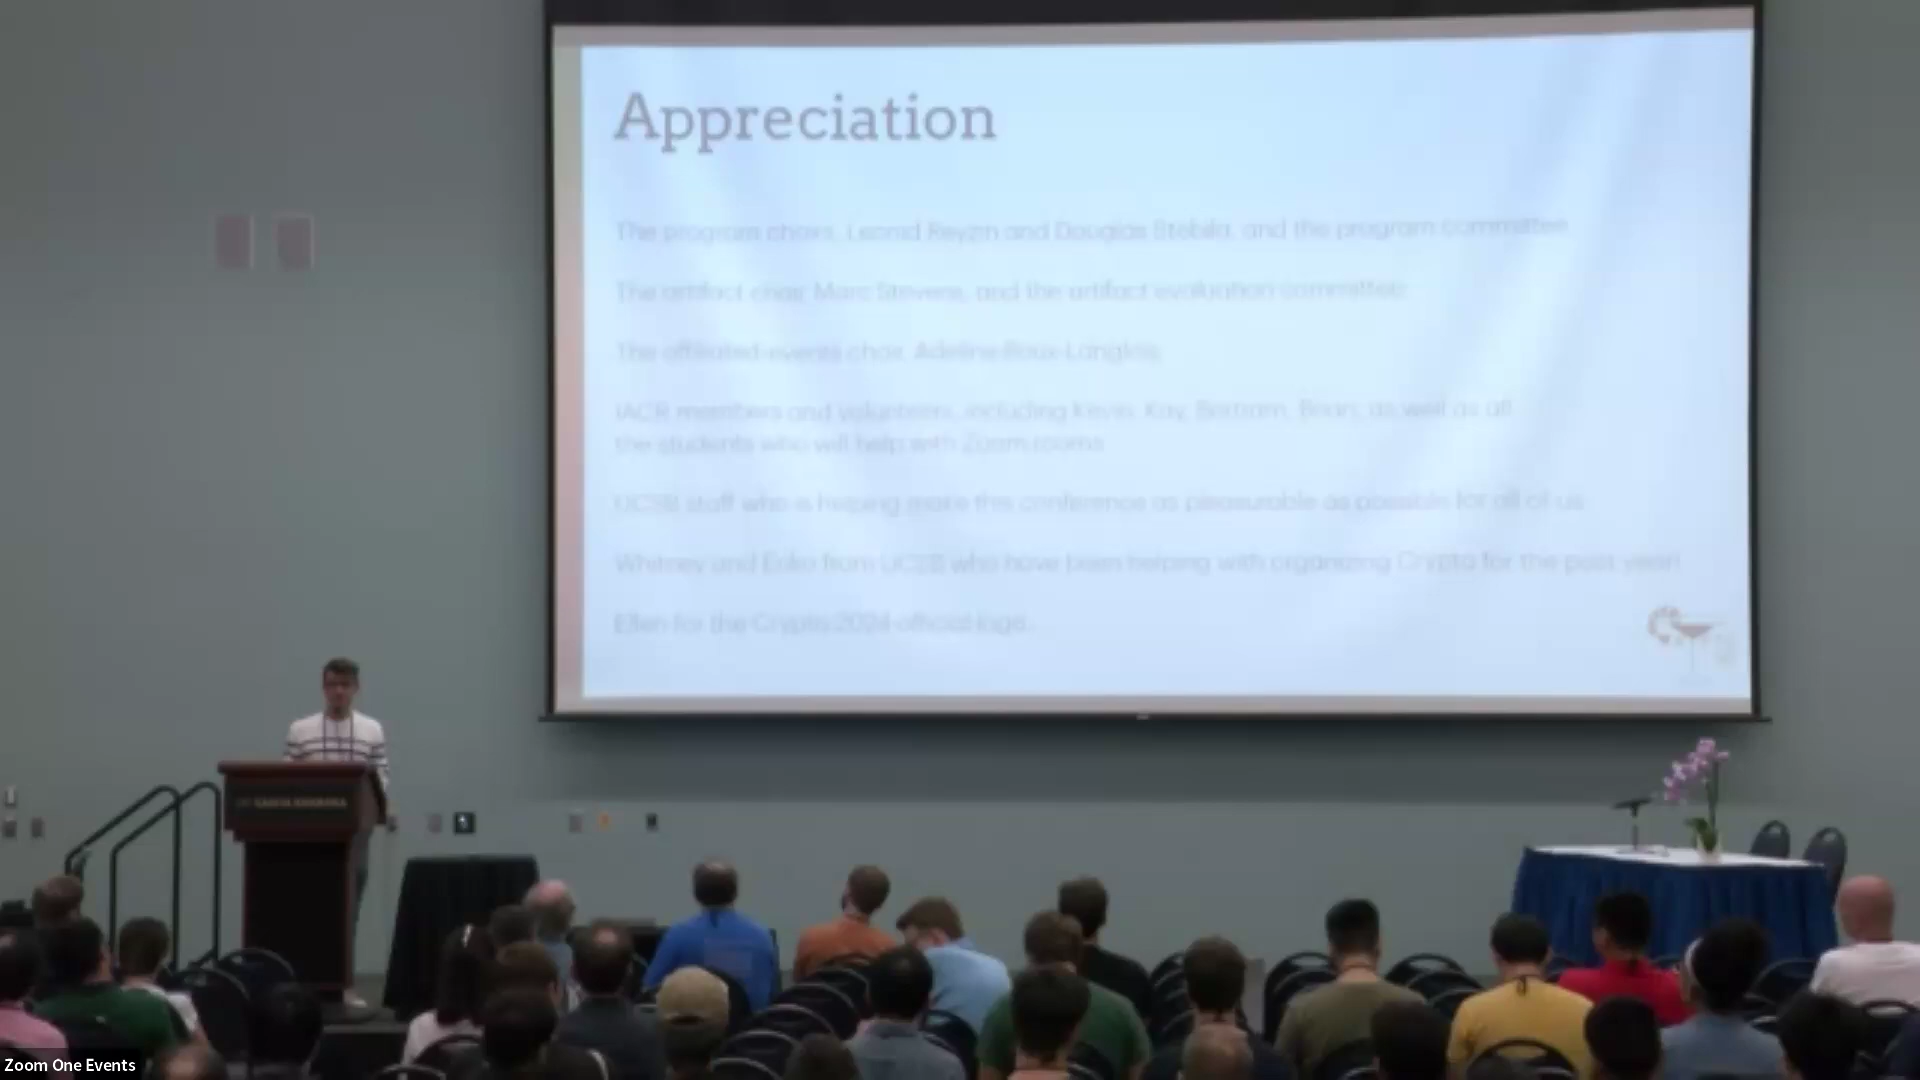 Appreciation
The program chairs, Leonid Reyzin and Douglas Stebila, and the program committee
The artifact chair, Marc Stevens, and the artifact evaluation committee
The affiliated-events chair, Adeline Roux-Langlois
IACR members and volunteers, including Kevin, Kay, Bertram, Brian, as well as all
the students who will help with Zoom rooms
UCSB staff who is helping make this conference as pleasurable as possible for all of us
Whitney and from UCSB who have been helping with organizing Crypto for the past year
Ellen for the Crypto 2024 official logo
UC SANTA BARBARA
Zoom One Events